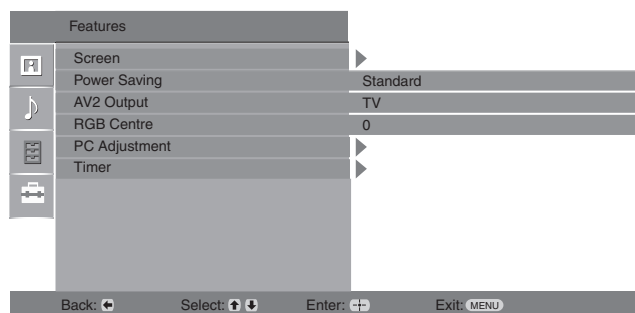 Features
Screen
Power Saving Standard
AV2 Output TV
RGB Centre 0
PC Adjustment
Timer
Back: Select: Enter: Exit: MENU